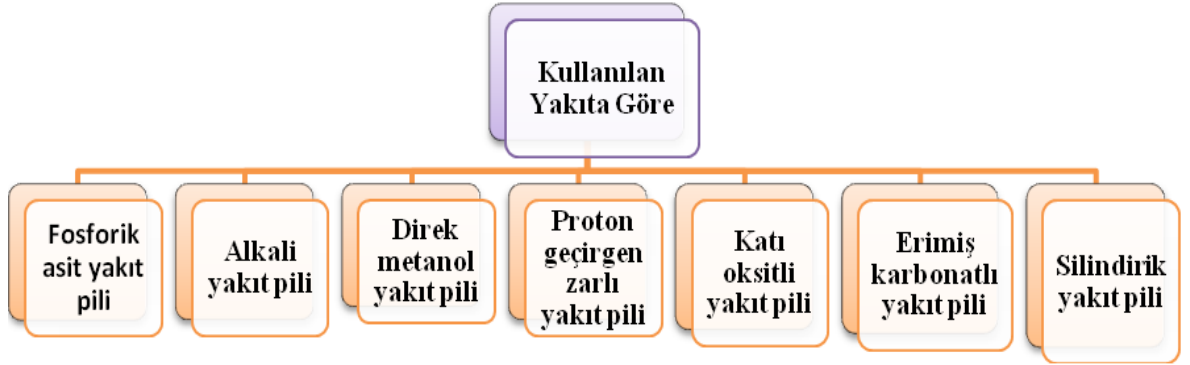 Kullanılan
Yakıta Göre
Fosforik
asit yakıt
pili
Alkali
yakıt pili
Direk
metanol
yakıt pili
Proton
geçirgen
zarlı
yakıt pili
Katı
oksitli
yakıt pili
Erimiş
karbonatlı
yakıt pili
Silindirik
yakıt pili